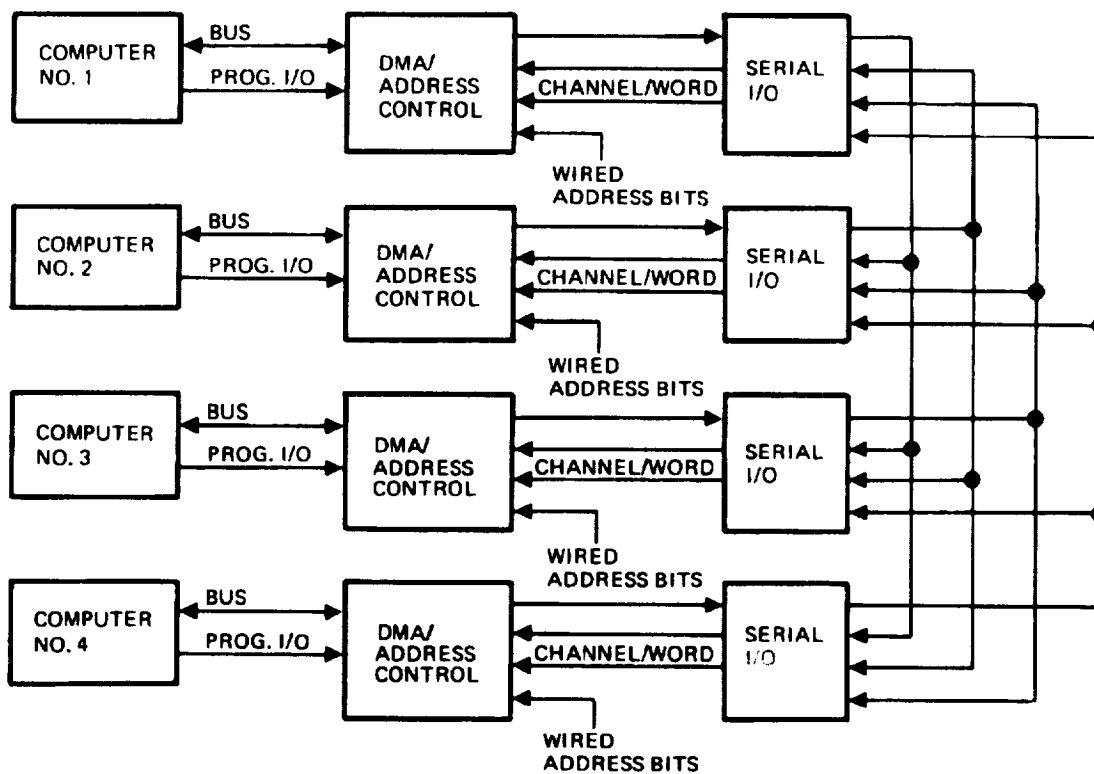 COMPUTER
NO. 1
BUS
PROG. I/O
DMA/
ADDRESS
CONTROL
CHANNEL/WORD
SERIAL
I/O
WIRED
ADDRESS BITS
COMPUTER
NO. 2
BUS
PROG. I/O
DMA/
ADDRESS
CONTROL
CHANNEL/WORD
SERIAL
I/O
WIRED
ADDRESS BITS
COMPUTER
NO. 3
BUS
PROG. I/O
DMA/
ADDRESS
CONTROL
CHANNEL/WORD
SERIAL
I/O
WIRED
ADDRESS BITS
COMPUTER
NO. 4
BUS
PROG. I/O
DMA/
ADDRESS
CONTROL
CHANNEL/WORD
SERIAL
I/O
WIRED
ADDRESS BITS